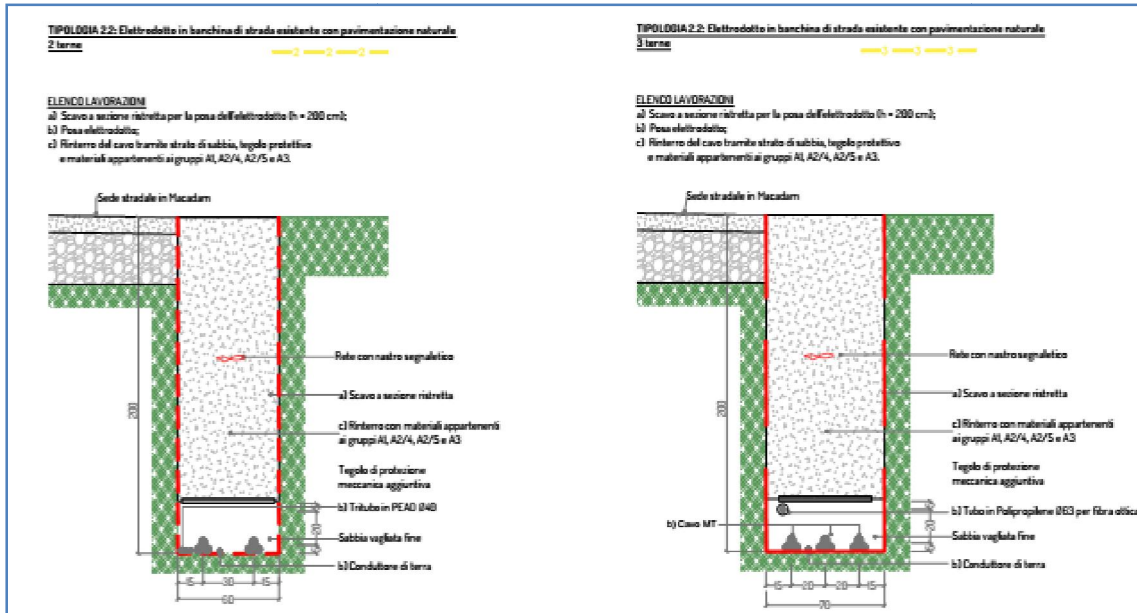 TIPOLOGIA 2.2: Elettrodotto in banchina di strada esistente con pavimentazione naturale
2 terne
2 2 2
ELENCO LAVORAZIONI
a) Scavo a sezione ristretta per la posa dell'elettrodotto (h = 200 cm);
b) Posa elettrodotto;
c) Rinterro del cavo tramite strato di sabbia, tegolo protettivo
e materiali appartenenti ai gruppi A1, A2/4, A2/5 e A3.
Sede stradale in Macadam
Rete con nastro segnaletico
a) Scavo a sezione ristretta
200
c) Rinterro con materiali appartenenti
ai gruppi A1, A2/4, A2/5 e A3
Tegolo di protezione
meccanica aggiuntiva
b) Tritubo in PEAD Ø40
20
Sabbia vagliata fine
b) Conduttore di terra
15 30 15
60
TIPOLOGIA 2.2: Elettrodotto in banchina di strada esistente con pavimentazione naturale
3 terne
3 3 3
ELENCO LAVORAZIONI
a) Scavo a sezione ristretta per la posa dell'elettrodotto (h = 200 cm);
b) Posa elettrodotto;
c) Rinterro del cavo tramite strato di sabbia, tegolo protettivo
e materiali appartenenti ai gruppi A1, A2/4, A2/5 e A3.
Sede stradale in Macadam
Rete con nastro segnaletico
a) Scavo a sezione ristretta
200
c) Rinterro con materiali appartenenti
ai gruppi A1, A2/4, A2/5 e A3
Tegolo di protezione
meccanica aggiuntiva
b) Tubo in Polipropilene Ø63 per fibra ottica
20
b) Cavo MT
Sabbia vagliata fine
b) Conduttore di terra
15 20 20 15
70